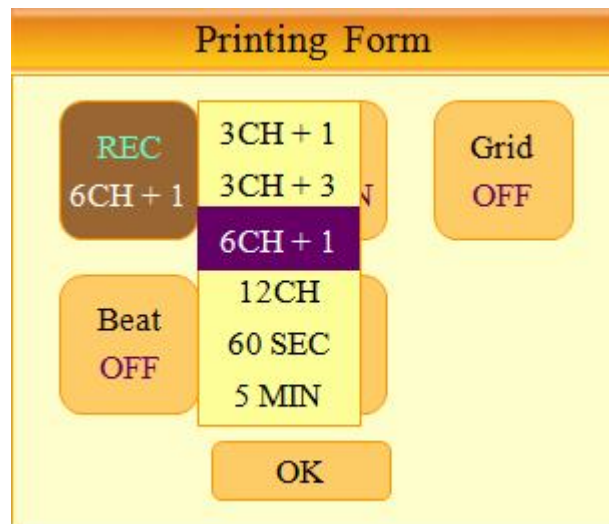 Printing Form
REC
6CH + 1
3CH + 1
3CH + 3
6CH + 1
12CH
60 SEC
5 MIN
Grid
OFF
Beat
OFF
OK